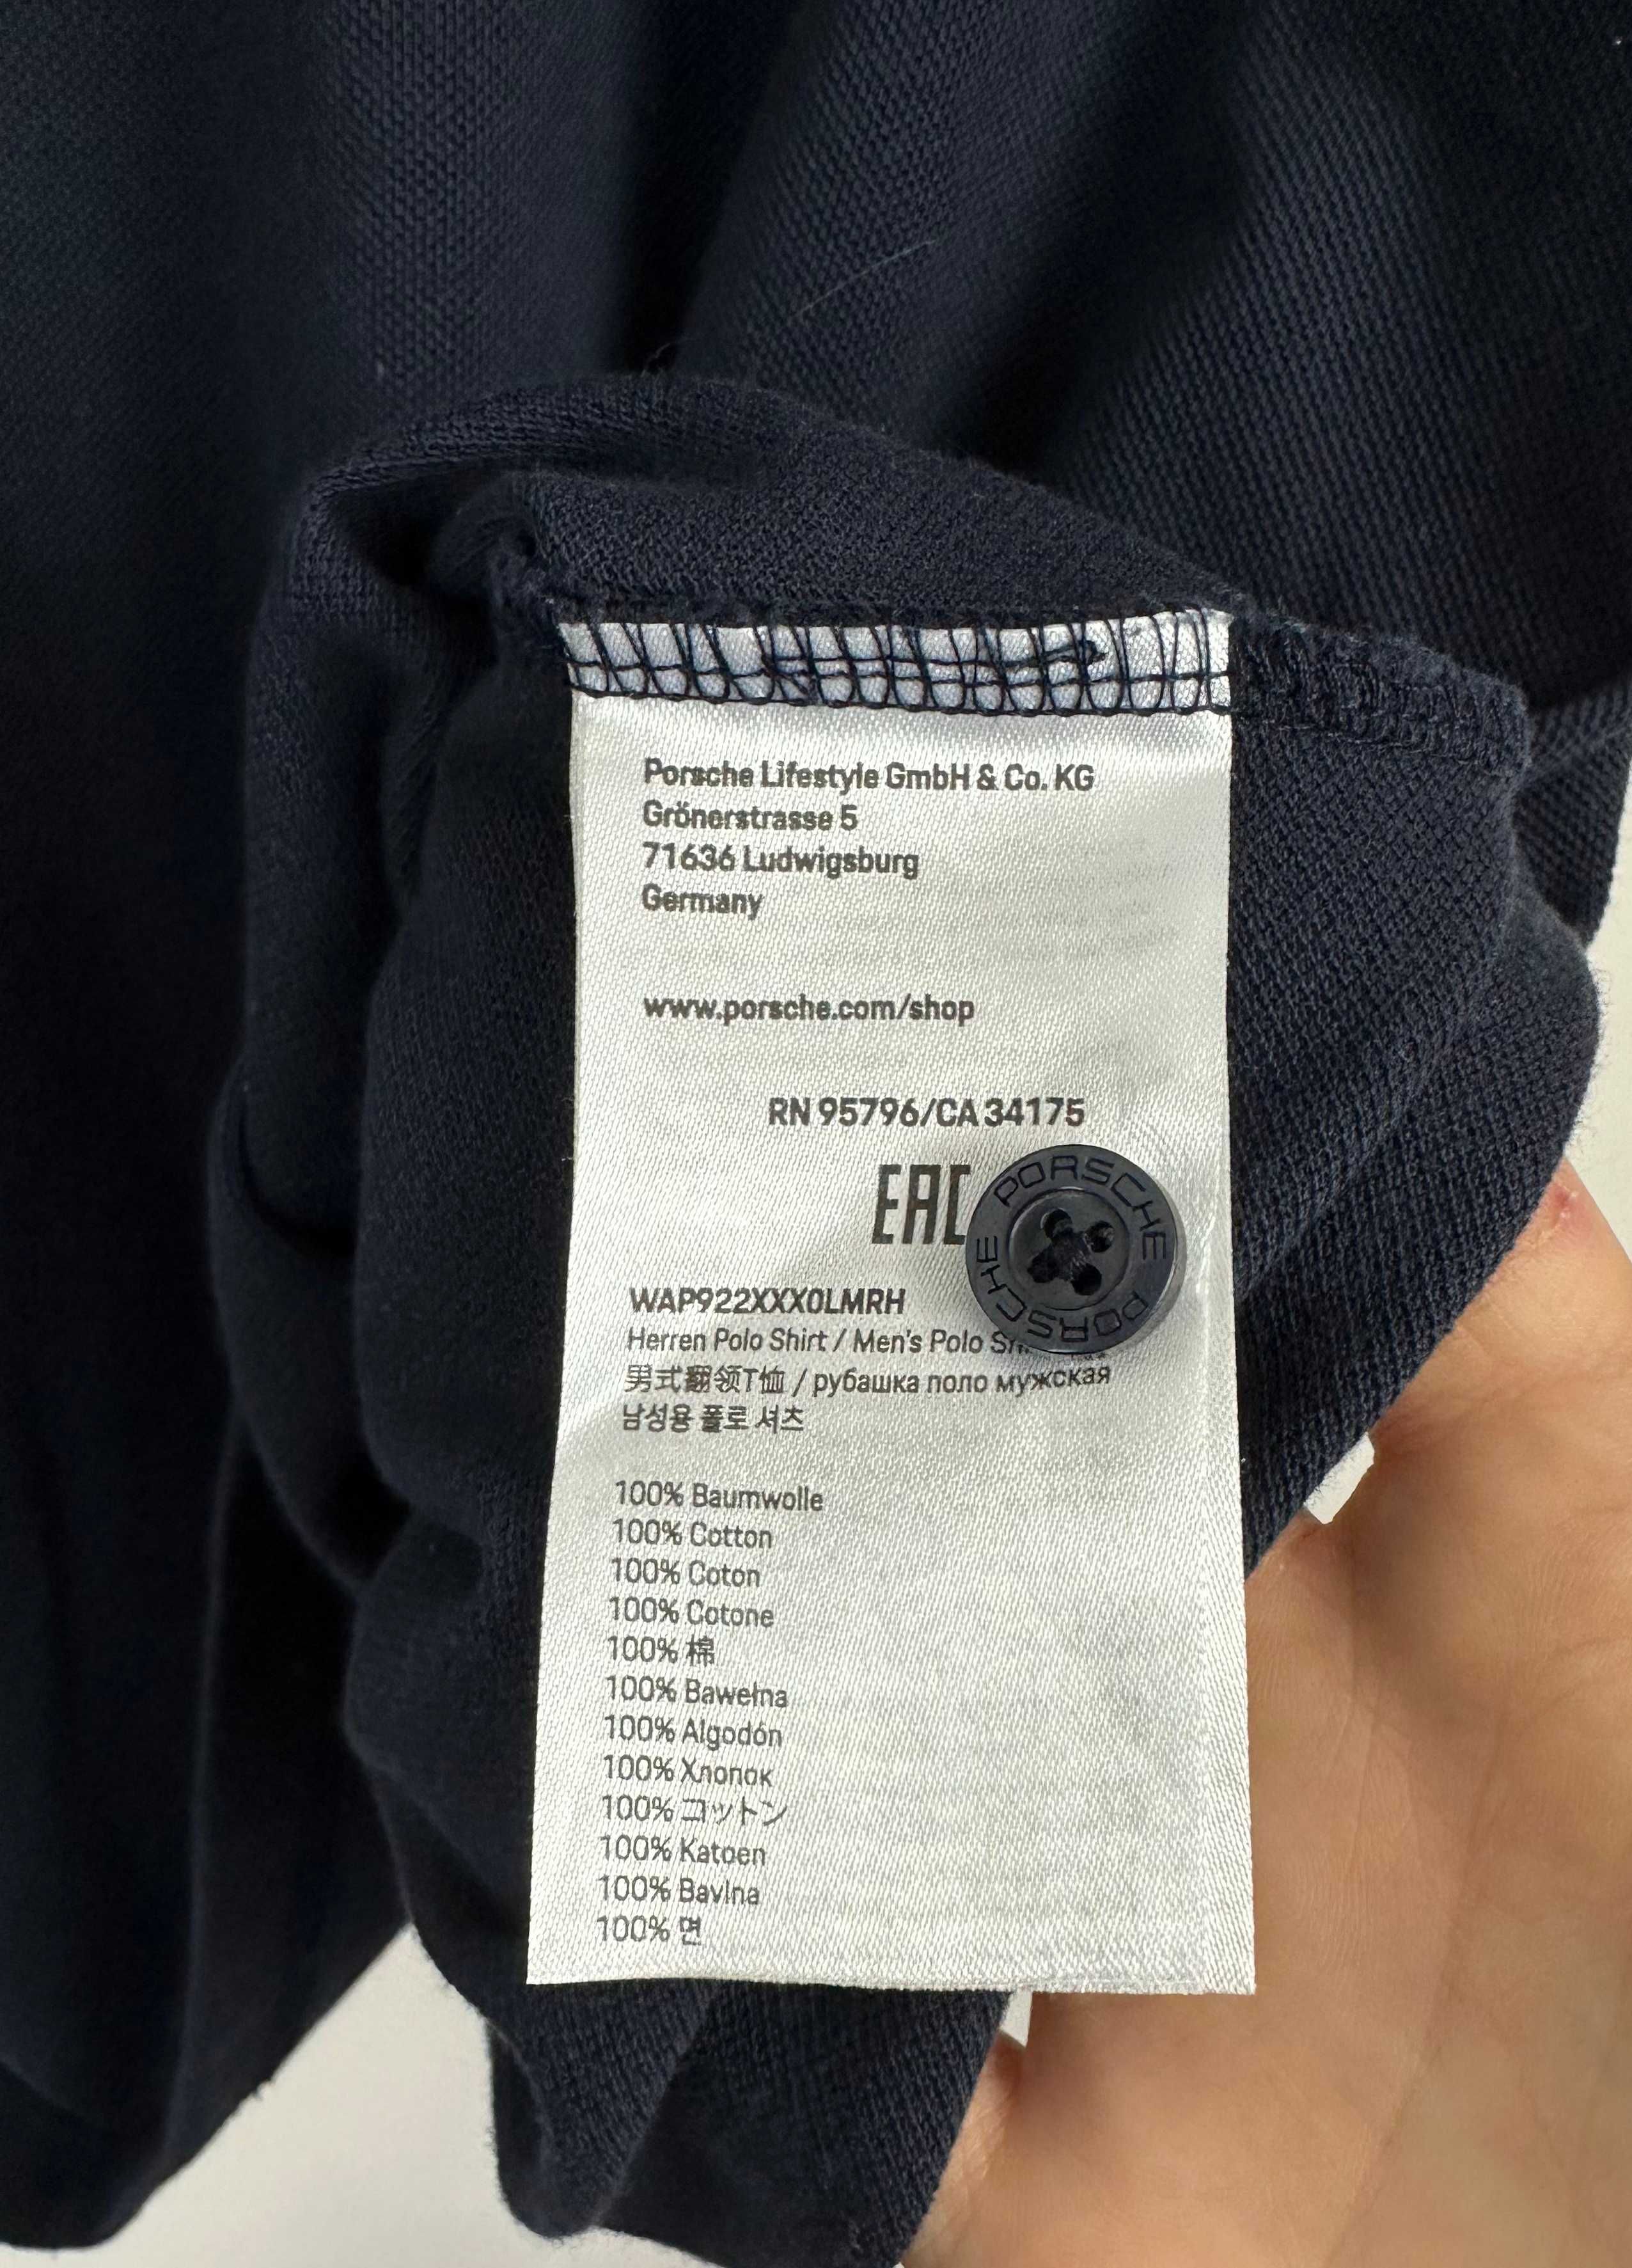 Porsche Lifestyle GmbH & Co. KG
Grönerstrasse 5
71636 Ludwigsburg
Germany
www.porsche.com/shop
RN 95796/CA 34175
EAC
PORSCHE PORSCHE
WAP922XXX0LMRH
Herren Polo Shirt / Men's Polo
男式翻领T恤 / рубашка поло мужская
남성용 폴로 셔츠
100% Baumwolle
100% Cotton
100% Coton
100% Cotone
100% 棉
100% Bawełna
100% Algodón
100% Хлопок
100% コットン
100% Katoen
100% Bavlna
100% 면